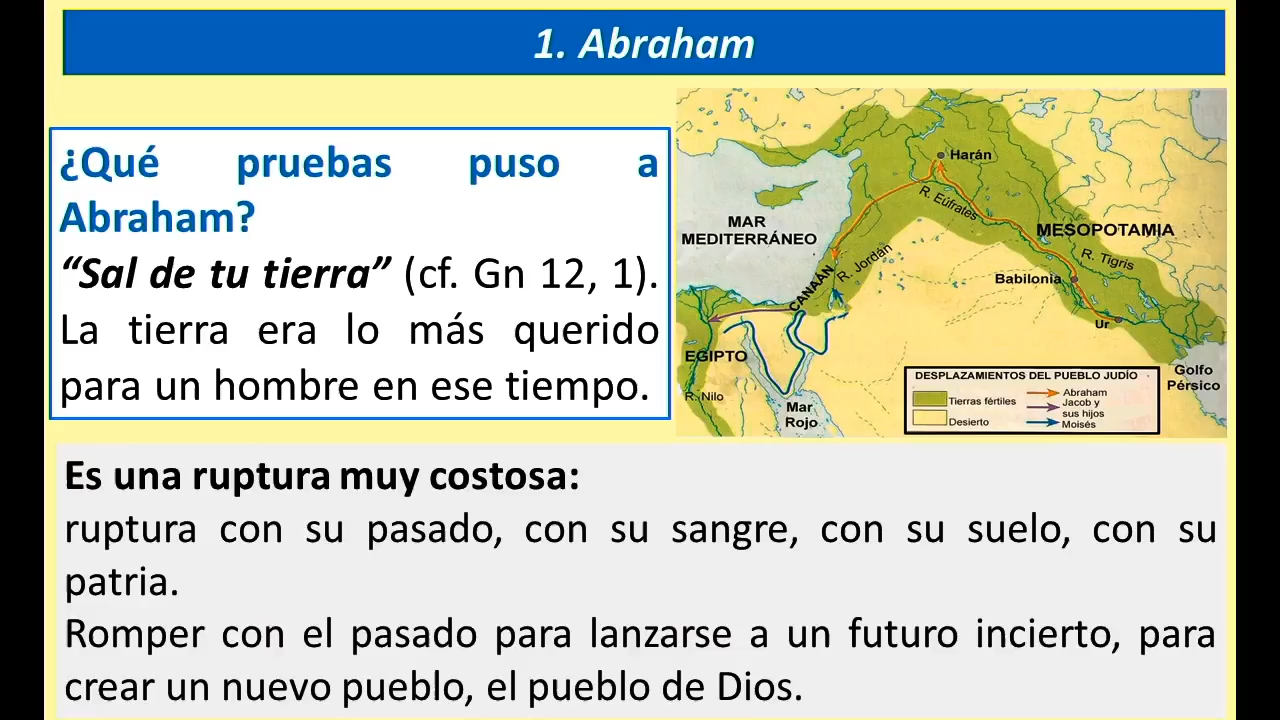 1. Abraham
¿Qué pruebas puso a
Abraham?
“Sal de tu tierra” (cf. Gn 12, 1).
La tierra era lo más querido
para un hombre en ese tiempo.
Harán
R. Eúfrates
MAR
MEDITERRÁNEO
MESOPOTAMIA
R. Tigris
R. Jordán
CANAÁN
Babilonia
Ur
EGIPTO
R. Nilo
Mar
Rojo
Golfo
Pérsico
DESPLAZAMIENTOS DEL PUEBLO JUDÍO
Tierras fértiles
Desierto
Abraham
Jacob y
sus hijos
Moisés
Es una ruptura muy costosa:
ruptura con su pasado, con su sangre, con su suelo, con su
patria.
Romper con el pasado para lanzarse a un futuro incierto, para
crear un nuevo pueblo, el pueblo de Dios.